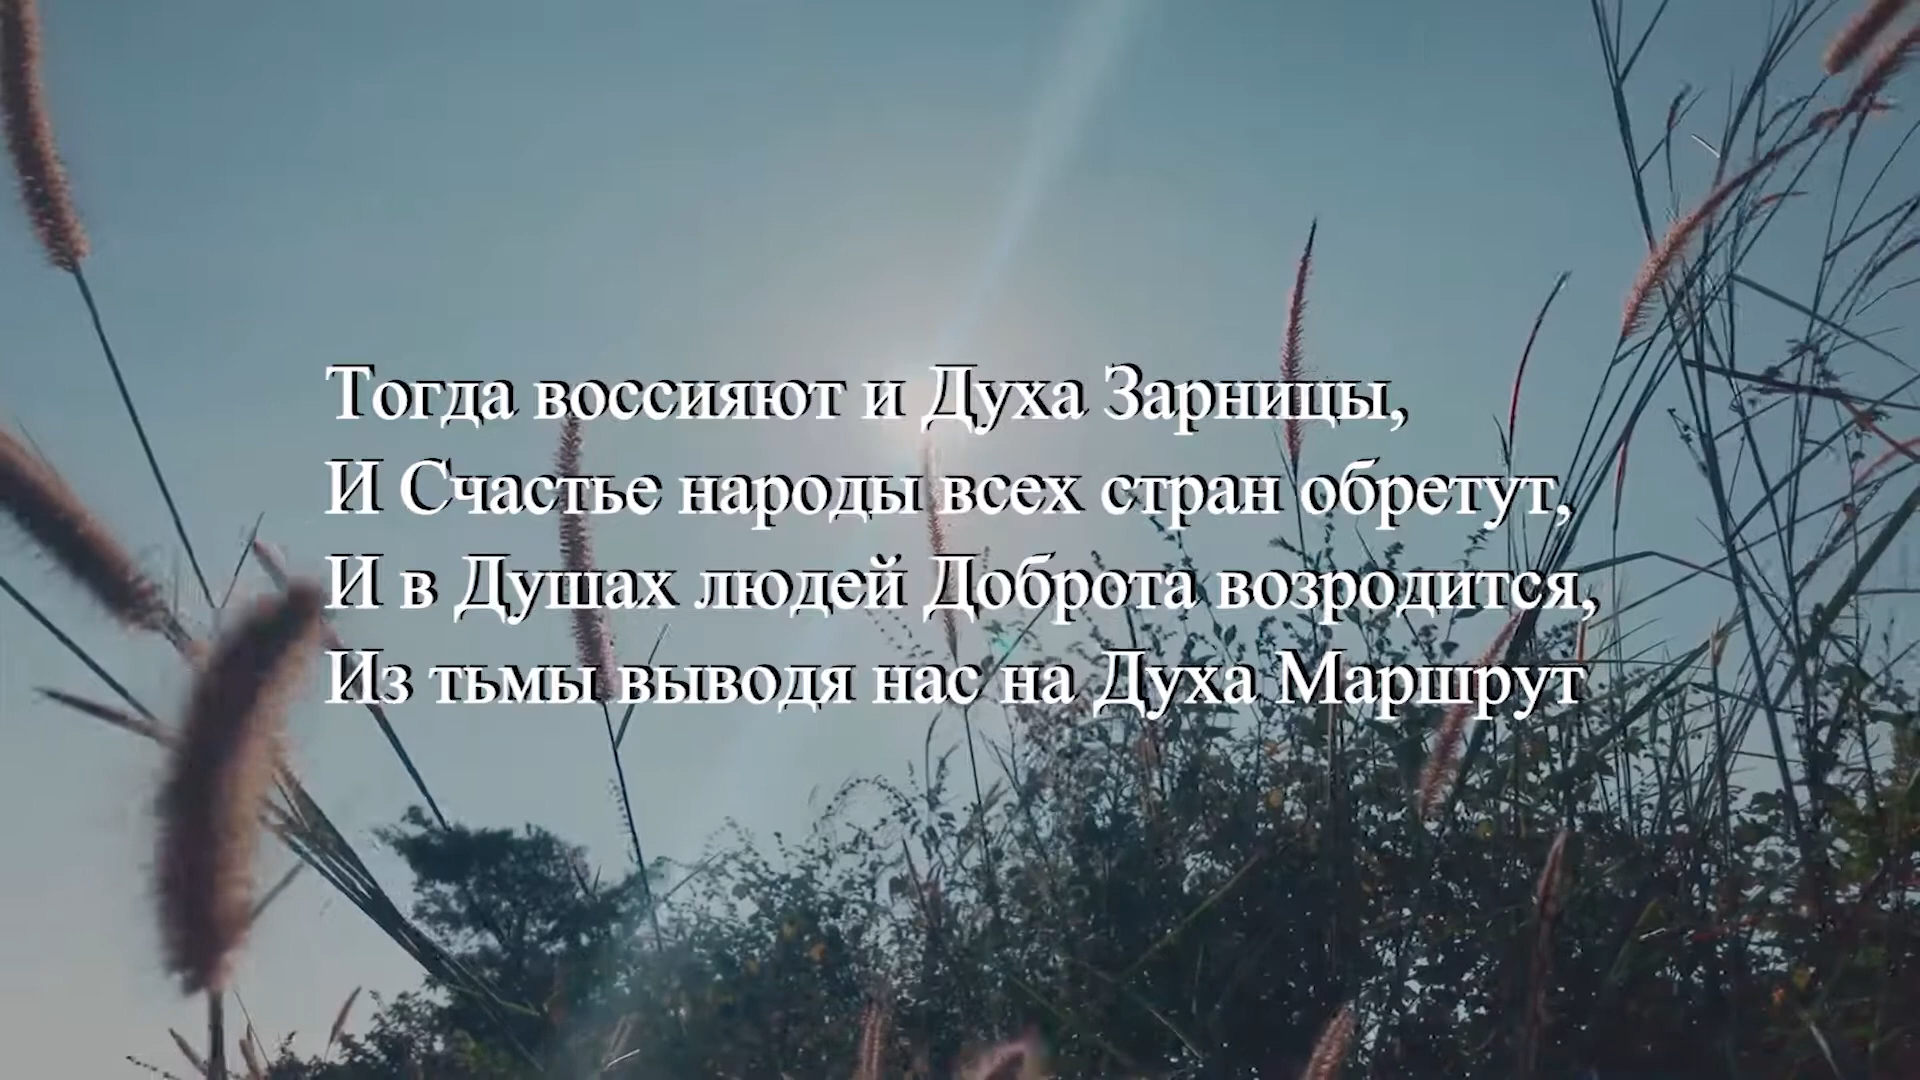 Тогда воссияют и Духа Зарницы,
И Счастье народы всех стран обретут,
И в Душах людей Доброта возродится,
Из тьмы выводя нас на Духа Маршрут